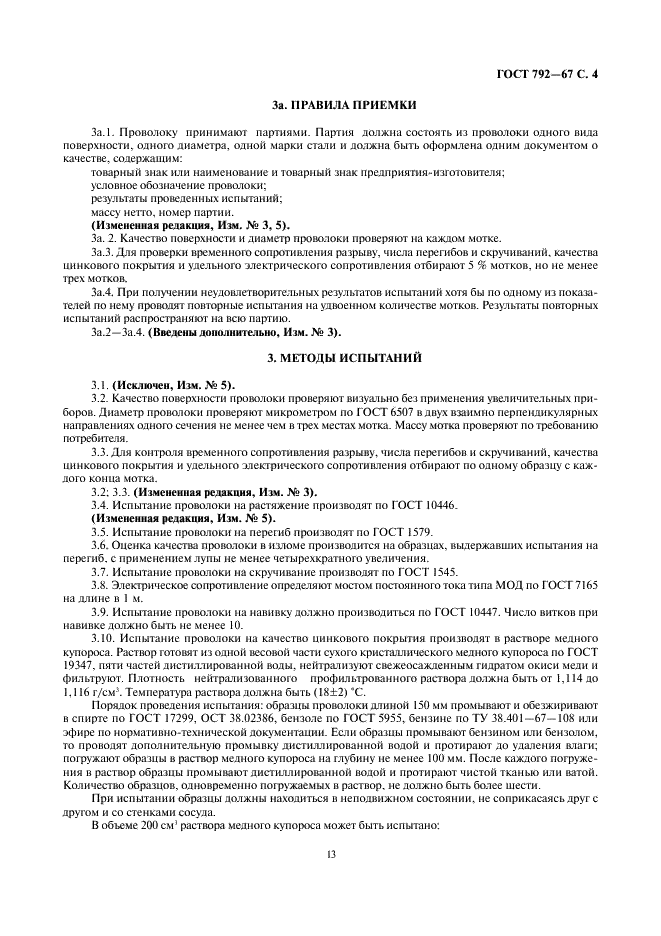 ГОСТ 792—67 С. 4
3а. ПРАВИЛА ПРИЕМКИ
3а.1. Проволоку принимают партиями. Партия должна состоять из проволоки одного вида
поверхности, одного диаметра, одной марки стали и должна быть оформлена одним документом о
качестве, содержащим:
товарный знак или наименование и товарный знак предприятия-изготовителя;
условное обозначение проволоки;
результаты проведенных испытаний;
массу нетто, номер партии.
(Измененная редакция, Изм. № 3, 5).
3а. 2. Качество поверхности и диаметр проволоки проверяют на каждом мотке.
3а.3. Для проверки временного сопротивления разрыву, числа перегибов и скручиваний, качества
цинкового покрытия и удельного электрического сопротивления отбирают 5 % мотков, но не менее
трех мотков.
3а.4. При получении неудовлетворительных результатов испытаний хотя бы по одному из показа-
телей по нему проводят повторные испытания на удвоенном количестве мотков. Результаты повторных
испытаний распространяют на всю партию.
3а.2—3а.4. (Введены дополнительно, Изм. № 3).
3. МЕТОДЫ ИСПЫТАНИЙ
3.1. (Исключен, Изм. № 5).
3.2. Качество поверхности проволоки проверяют визуально без применения увеличительных при-
боров. Диаметр проволоки проверяют микрометром по ГОСТ 6507 в двух взаимно перпендикулярных
направлениях одного сечения не менее чем в трех местах мотка. Массу мотка проверяют по требованию
потребителя.
3.3. Для контроля временного сопротивления разрыву, числа перегибов и скручиваний, качества
цинкового покрытия и удельного электрического сопротивления отбирают по одному образцу с каж-
дого конца мотка.
3.2; 3.3. (Измененная редакция, Изм. № 3).
3.4. Испытание проволоки на растяжение производят по ГОСТ 10446.
(Измененная редакция, Изм. № 5).
3.5. Испытание проволоки на перегиб производят по ГОСТ 1579.
3.6. Оценка качества проволоки в изломе производится на образцах, выдержавших испытания на
перегиб, с применением лупы не менее четырехкратного увеличения.
3.7. Испытание проволоки на скручивание производят по ГОСТ 1545.
3.8. Электрическое сопротивление определяют мостом постоянного тока типа МОД по ГОСТ 7165
на длине в 1 м.
3.9. Испытание проволоки на навивку должно производиться по ГОСТ 10447. Число витков при
навивке должно быть не менее 10.
3.10. Испытание проволоки на качество цинкового покрытия производят в растворе медного
купороса. Раствор готовят из одной весовой части сухого кристаллического медного купороса по ГОСТ
19347, пяти частей дистиллированной воды, нейтрализуют свежеосажденным гидратом окиси меди и
фильтруют. Плотность нейтрализованного профильтрованного раствора должна быть от 1,114 до
1,116 г/см³. Температура раствора должна быть (18±2) °С.
Порядок проведения испытания: образцы проволоки длиной 150 мм промывают и обезжиривают
в спирте по ГОСТ 17299, ОСТ 38.02386, бензоле по ГОСТ 5955, бензине по ТУ 38.401—67—108 или
эфире по нормативно-технической документации. Если образцы промывают бензином или бензолом,
то проводят дополнительную промывку дистиллированной водой и протирают до удаления влаги;
погружают образцы в раствор медного купороса на глубину не менее 100 мм. После каждого погруже-
ния в раствор образцы промывают дистиллированной водой и протирают чистой тканью или ватой.
Количество образцов, одновременно погружаемых в раствор, не должно быть более шести.
При испытании образцы должны находиться в неподвижном состоянии, не соприкасаясь друг с
другом и со стенками сосуда.
В объеме 200 см³ раствора медного купороса может быть испытано:
13